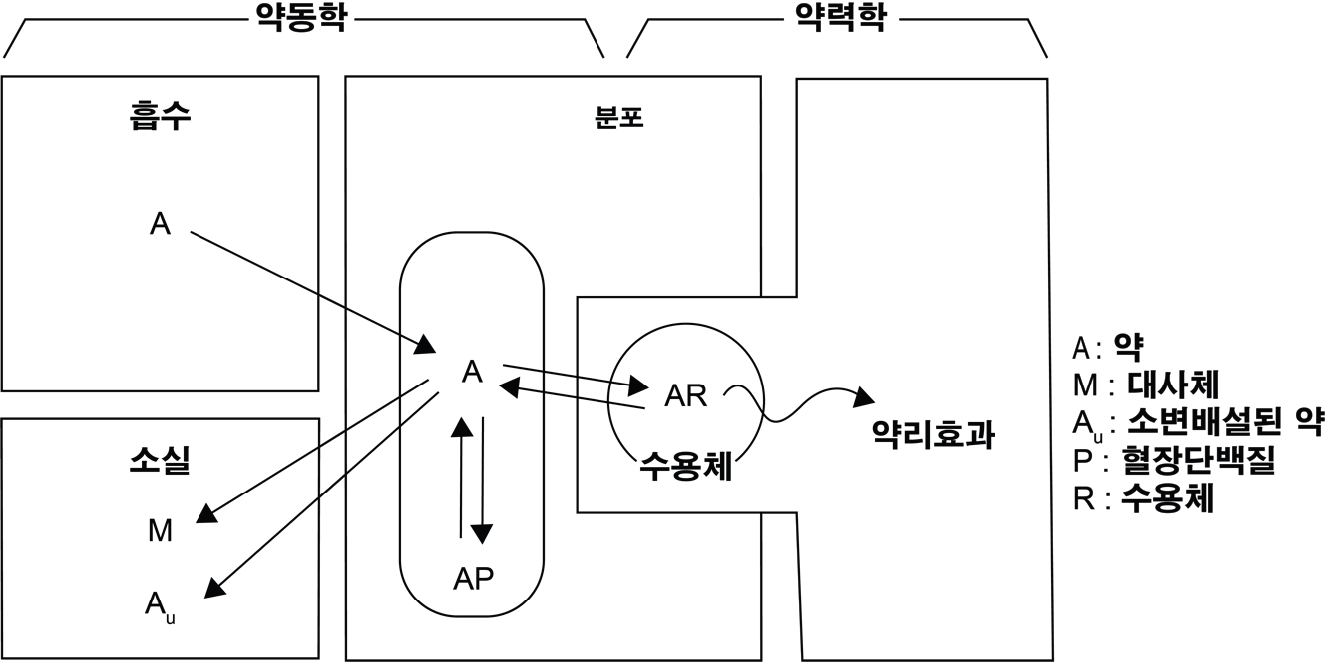 약동학
약력학
흡수
분포
A
A
AR
수용체
약리효과
소실
M
Au
AP
A : 약
M : 대사체
Au : 소변배설된 약
P : 혈장단백질
R : 수용체